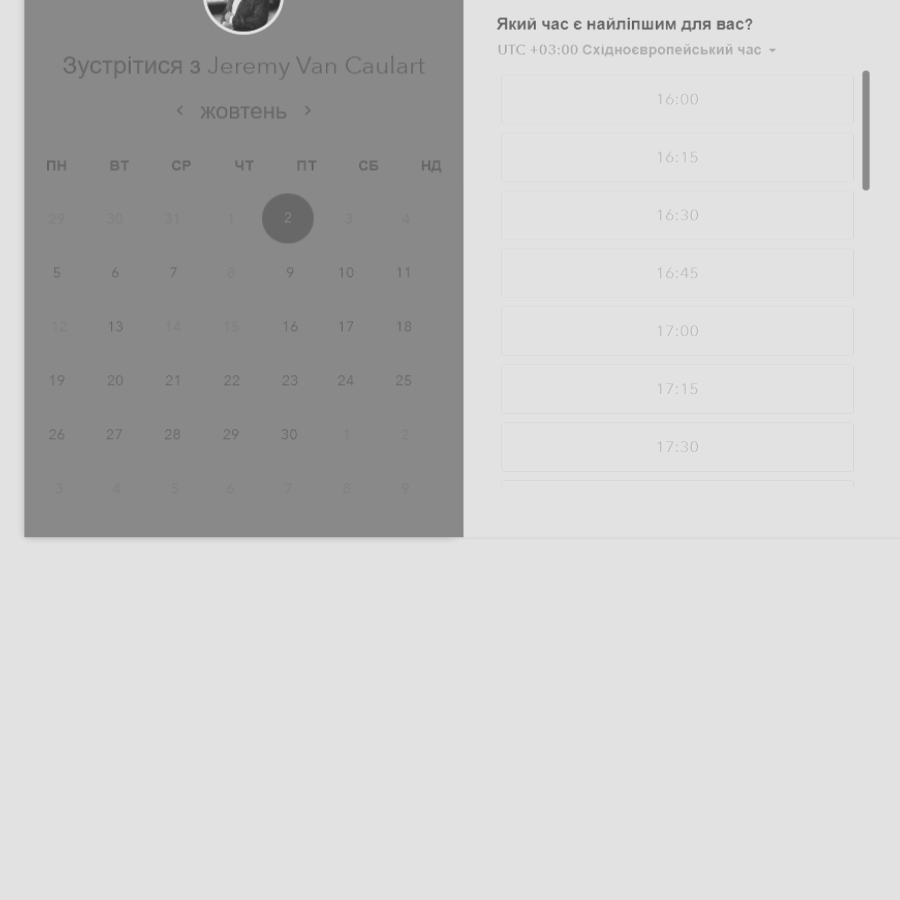 Зустрітися з Jeremy Van Caulart
жовтень
ПН ВТ СР ЧТ ПТ СБ НД
29 30 31 1 2 3 4
5 6 7 8 9 10 11
12 13 14 15 16 17 18
19 20 21 22 23 24 25
26 27 28 29 30 1 2
3 4 5 6 7 8 9
Який час є найліпшим для вас?
UTC +03:00 Східноєвропейський час
16:00
16:15
16:30
16:45
17:00
17:15
17:30